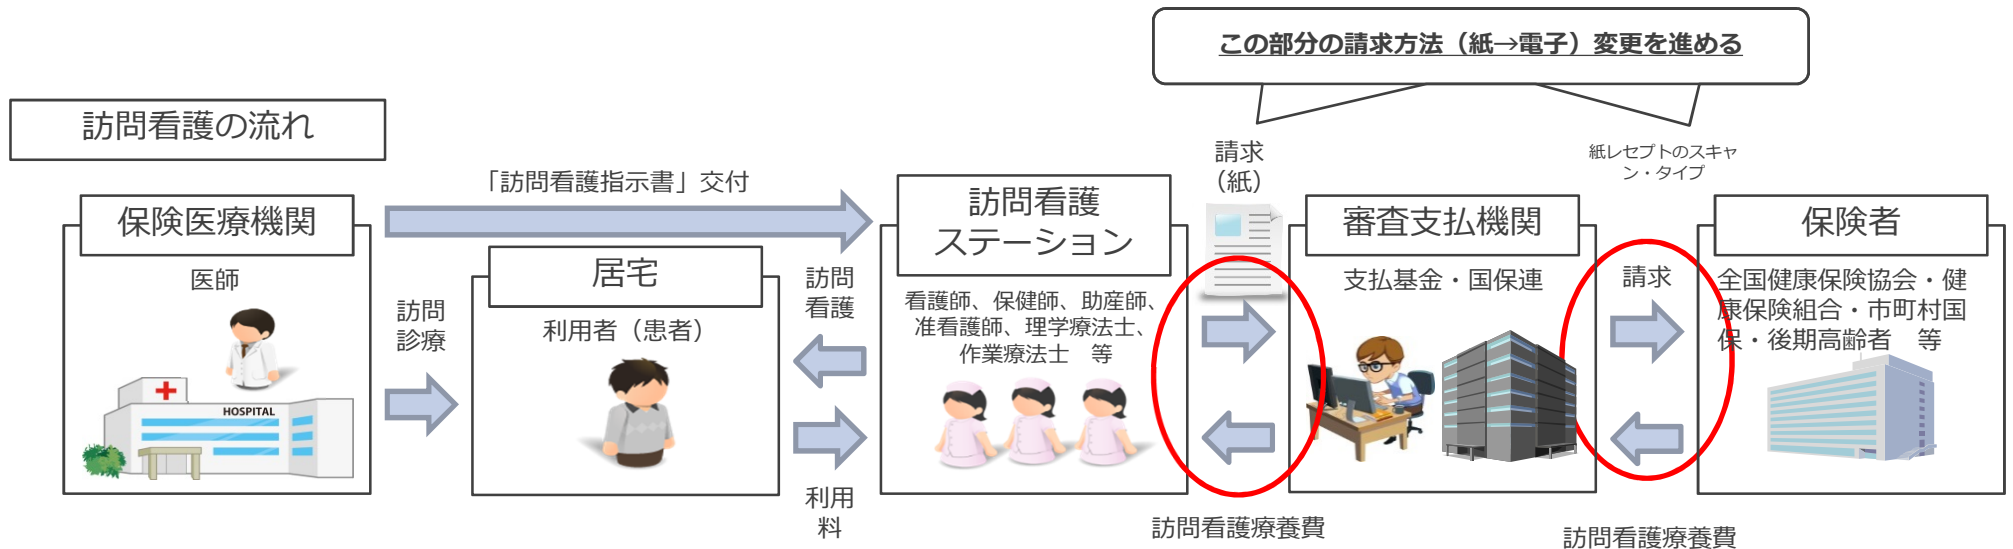 この部分の請求方法（紙→電子）変更を進める
訪問看護の流れ
「訪問看護指示書」交付
請求
（紙）
紙レセプトのスキャ
ン・タイプ
保険医療機関
医師
HOSPITAL
訪問
診療
居宅
利用者（患者）
訪問
看護
利用
料
訪問看護
ステーション
看護師、保健師、助産師、
准看護師、理学療法士、
作業療法士　等
訪問看護療養費
審査支払機関
支払基金・国保連
請求
訪問看護療養費
保険者
全国健康保険協会・健
康保険組合・市町村国
保・後期高齢者　等